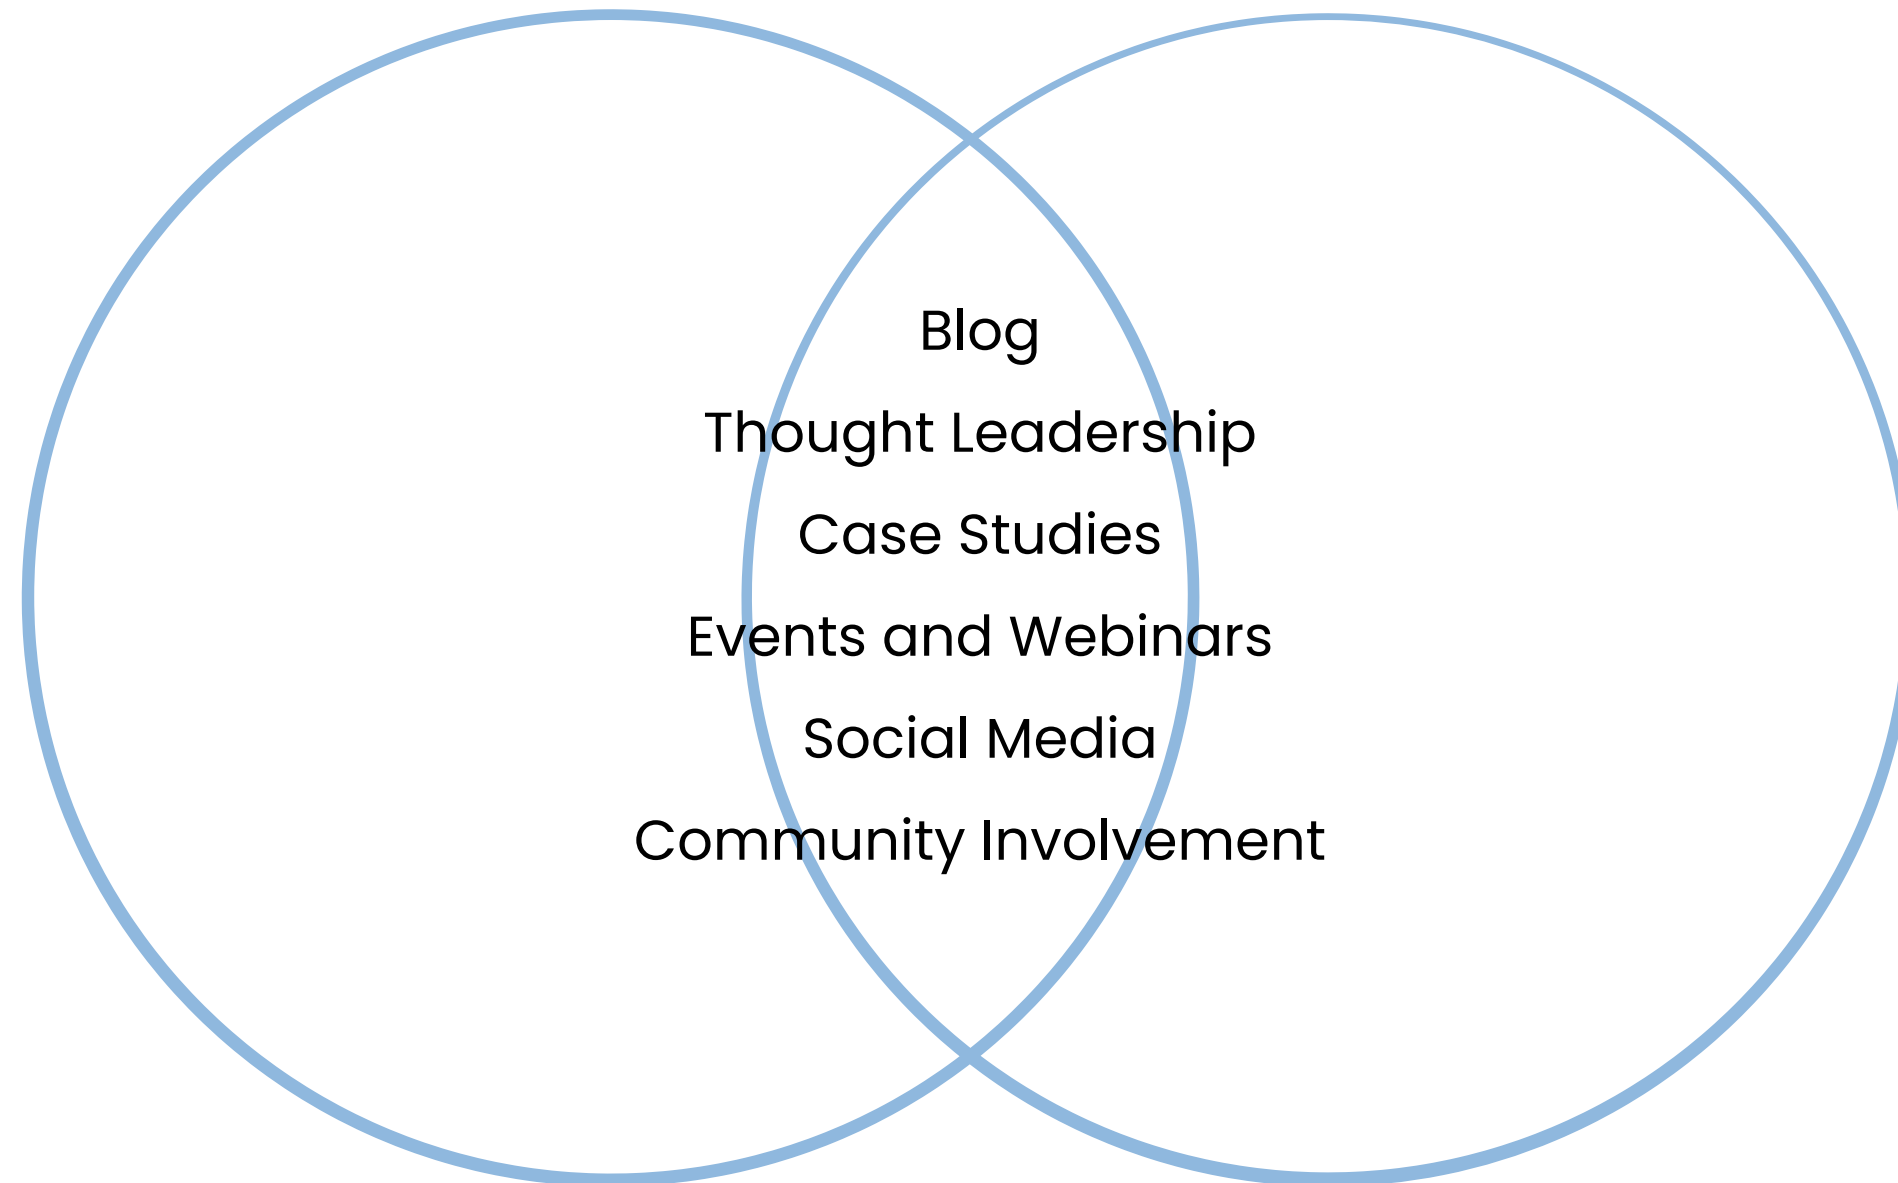 Blog
Thought Leadership
Case Studies
Events and Webinars
Social Media
Community Involvement